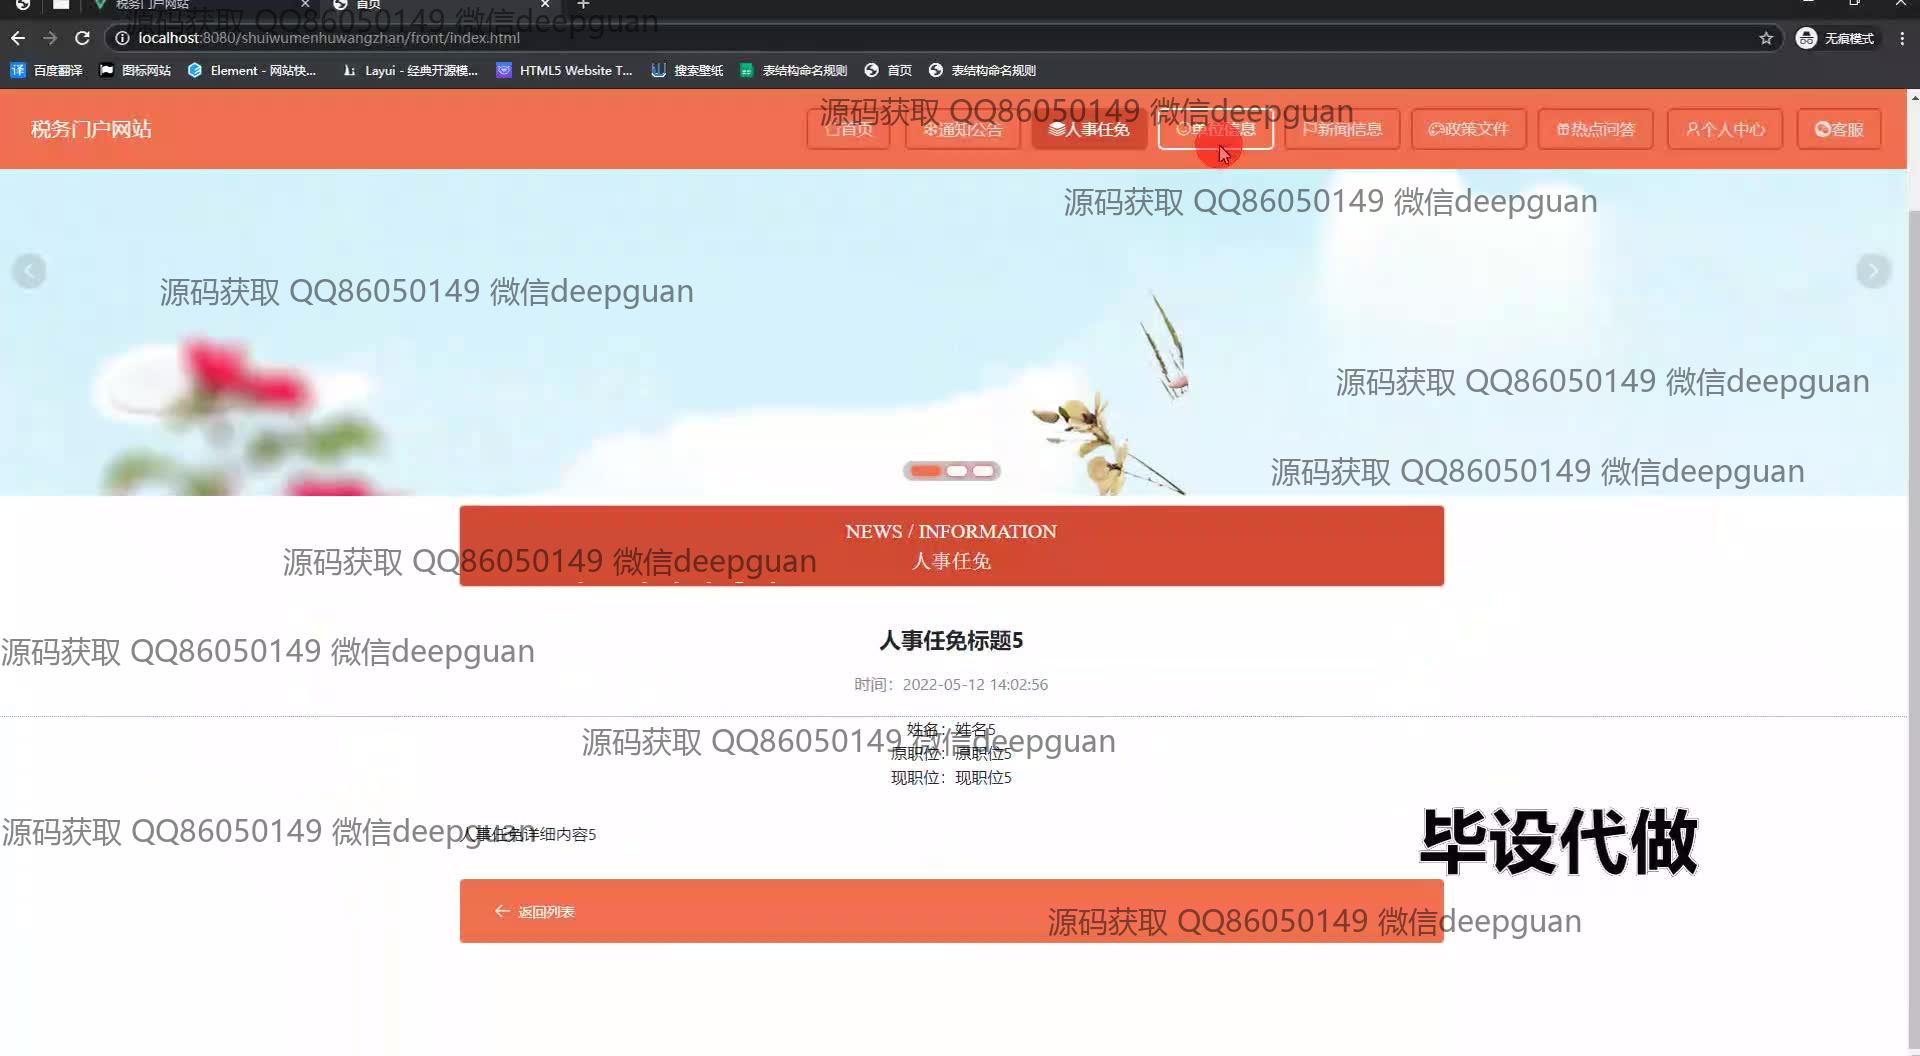 税务门户网站
首页
源码获取 QQ86050149 微信deepguan
localhost:8080/shuiwumenhuwangzhan/front/index.html
无痕模式
百度翻译
图标网站
Element - 网站快...
Layui - 经典开源模...
HTML5 Website T...
搜索壁纸
表结构命名规则
首页
表结构命名规则
源码获取 QQ86050149 微信deepguan
税务门户网站
首页
通知公告
人事任免
单位信息
新闻信息
政策文件
热点问答
个人中心
客服
源码获取 QQ86050149 微信deepguan
源码获取 QQ86050149 微信deepguan
源码获取 QQ86050149 微信deepguan
源码获取 QQ86050149 微信deepguan
NEWS / INFORMATION
人事任免
源码获取 QQ86050149 微信deepguan
人事任免标题5
源码获取 QQ86050149 微信deepguan
时间：2022-05-12 14:02:56
姓名：姓名5
源码获取 QQ86050149 微信deepguan
原职位：原职位5
现职位：现职位5
源码获取 QQ86050149 微信deepguan
人事任免详细内容5
毕设代做
返回列表
源码获取 QQ86050149 微信deepguan